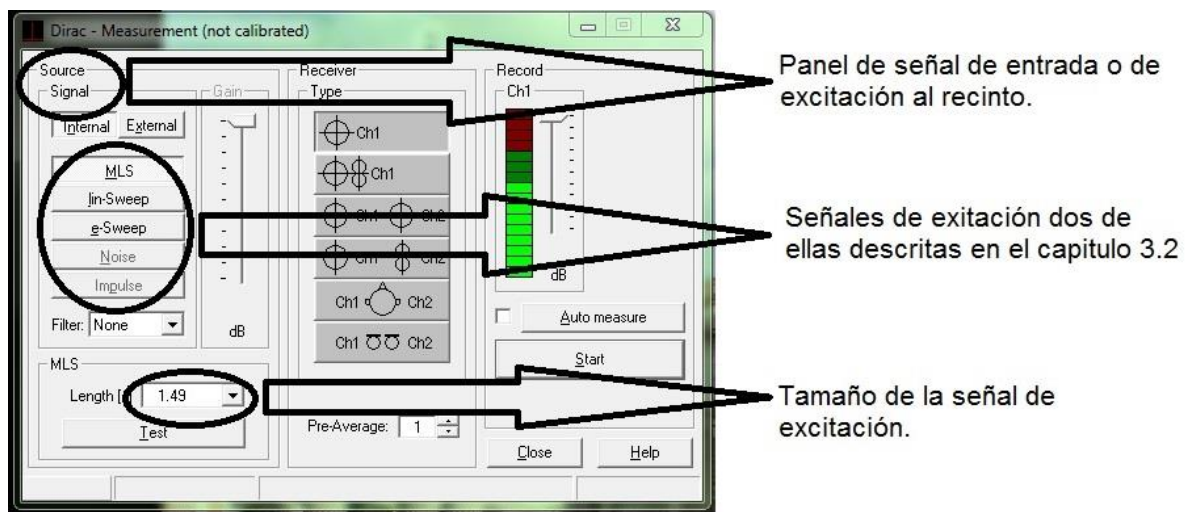 Dirac - Measurement (not calibrated)
Source
Signal
Internal
External
MLS
lin-Sweep
e-Sweep
Noise
Impulse
Filter:
None
Gain
dB
MLS
Length [
1.49
Test
Receiver
Type
Ch1
Ch1
Ch1 Ch2
Ch1 Ch2
Ch1 Ch2
Ch1 Ch2
Pre-Average:
1
Record
Ch1
dB
Auto measure
Start
Close
Help
Panel de señal de entrada o de
excitación al recinto.
Señales de exitación dos de
ellas descritas en el capitulo 3.2
Tamaño de la señal de
excitación.